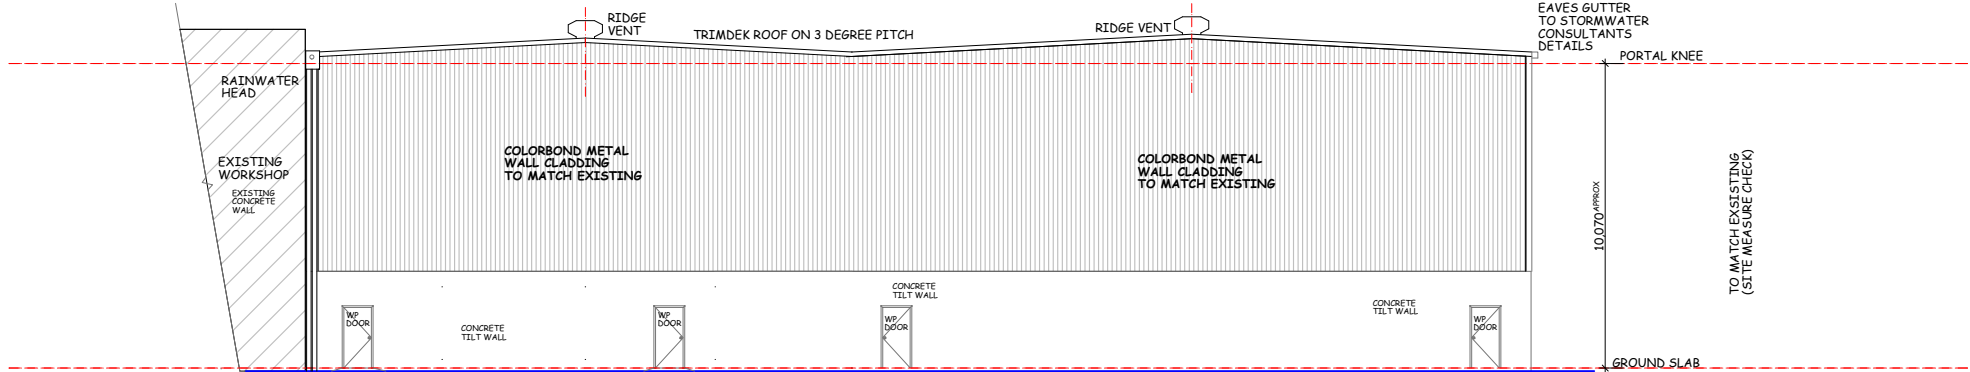 EAVES GUTTER
TO STORMWATER
CONSULTANTS
DETAILS
RIDGE
VENT
TRIMDEK ROOF ON 3 DEGREE PITCH
RIDGE VENT
PORTAL KNEE
RAINWATER
HEAD
EXISTING
WORKSHOP
EXISTING
CONCRETE
WALL
COLORBOND METAL
WALL CLADDING
TO MATCH EXISTING
COLORBOND METAL
WALL CLADDING
TO MATCH EXISTING
10,070 APPROX
TO MATCH EXSISTING
(SITE MEASURE CHECK)
CONCRETE
TILT WALL
CONCRETE
TILT WALL
CONCRETE
TILT WALL
WP
DOOR
WP
DOOR
WP
DOOR
WP
DOOR
GROUND SLAB